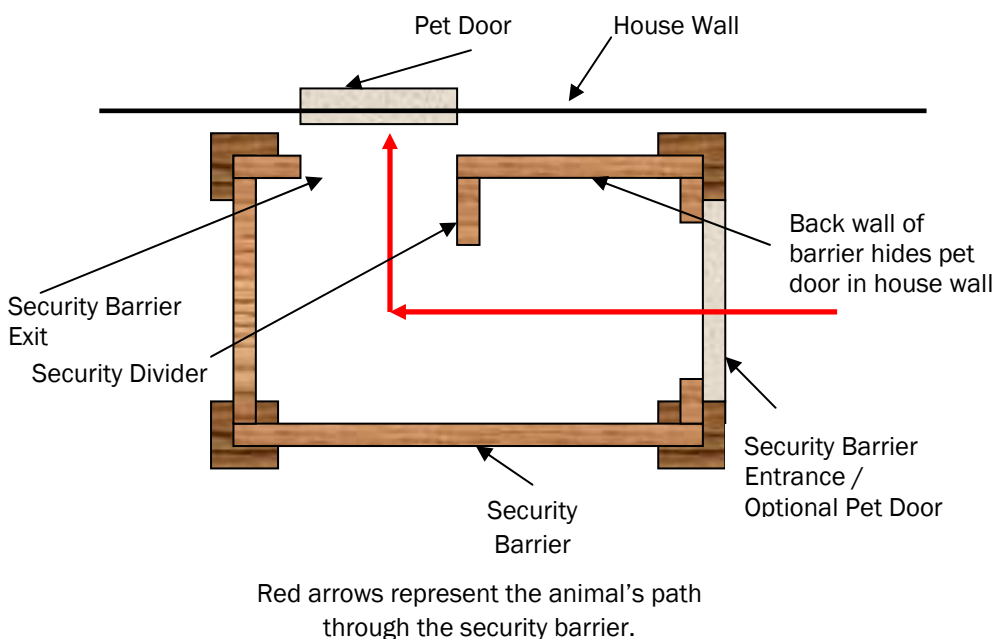 Pet Door
House Wall
Back wall of
barrier hides pet
door in house wall
Security Barrier
Exit
Security Divider
Security Barrier
Entrance /
Optional Pet Door
Security
Barrier
Red arrows represent the animal’s path
through the security barrier.